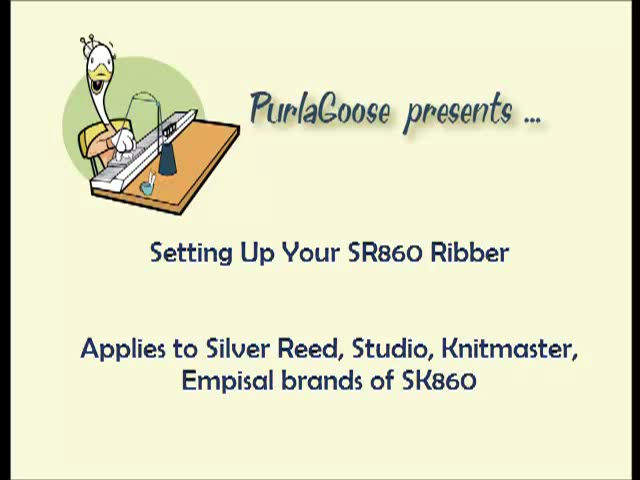 PurlaGoose presents ...
Setting Up Your SR860 Ribber
Applies to Silver Reed, Studio, Knitmaster,
Empisal brands of SK860